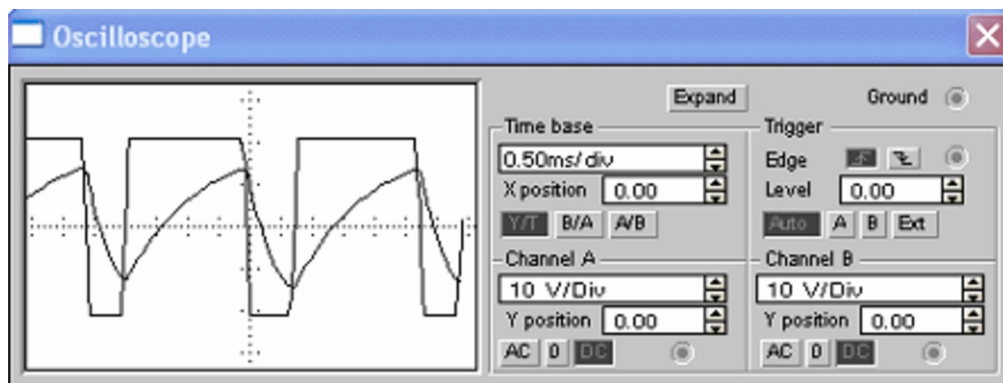 Oscilloscope
Expand Ground
Time base
0.50ms/div
X position 0.00
Y/T B/A A/B
Trigger
Edge
Level 0.00
Auto A B Ext
Channel A
10 V/Div
Y position 0.00
AC 0 DC
Channel B
10 V/Div
Y position 0.00
AC 0 DC